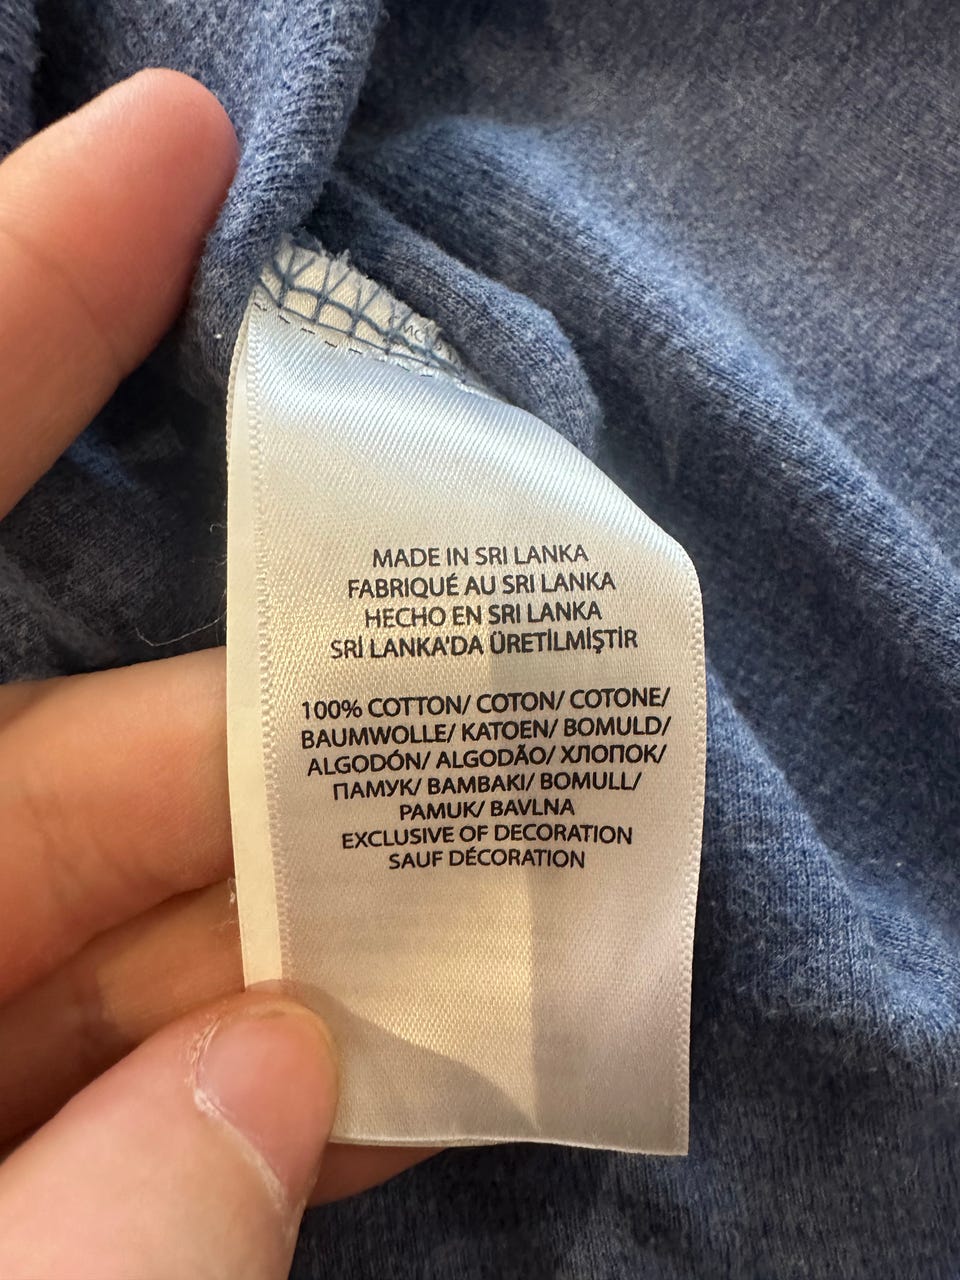 MADE IN SRI LANKA
FABRIQUÉ AU SRI LANKA
HECHO EN SRI LANKA
SRİ LANKA'DA ÜRETİLMİŞTİR
100% COTTON/ COTON/ COTONE/
BAUMWOLLE/ KATOEN/ BOMULD/
ALGODÓN/ ALGODÃO/ ХЛОПОК/
ПАМУК/ BAMBAKI/ BOMULL/
PAMUK/ BAVLNA
EXCLUSIVE OF DECORATION
SAUF DÉCORATION